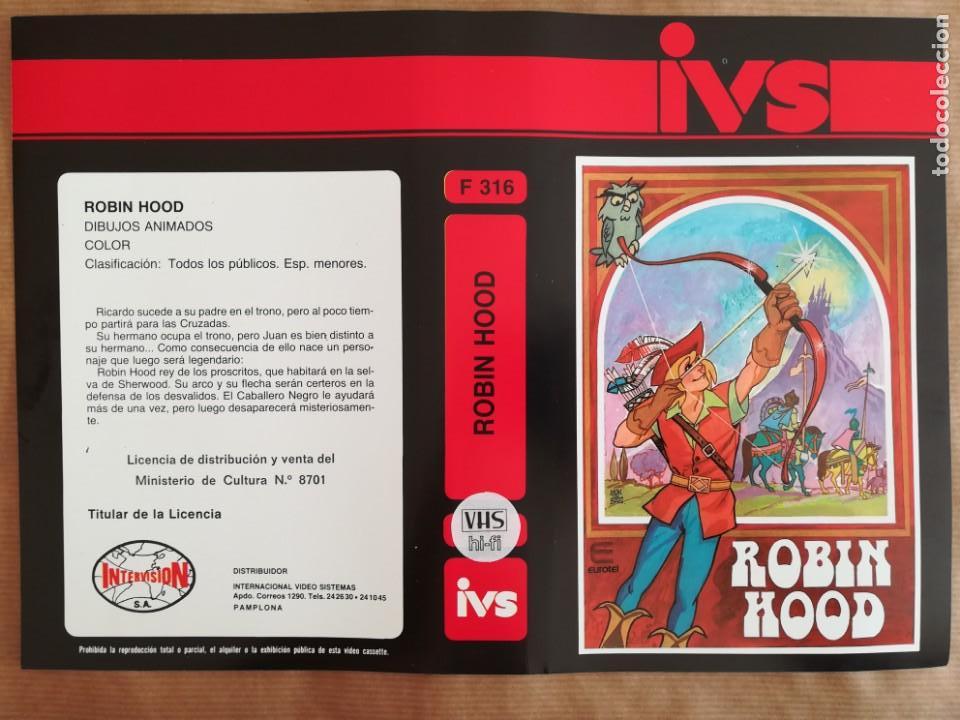 ivs
ROBIN HOOD
DIBUJOS ANIMADOS
COLOR
Clasificación: Todos los públicos. Esp. menores.
Ricardo sucede a su padre en el trono, pero al poco tiem-
po partirá para las Cruzadas.
Su hermano ocupa el trono, pero Juan es bien distinto a
su hermano... Como consecuencia de ello nace un perso-
naje que luego será legendario:
Robin Hood rey de los proscritos, que habitará en la sel-
va de Sherwood. Su arco y su flecha serán certeros en la
defensa de los desvalidos. El Caballero Negro le ayudará
más de una vez, pero luego desaparecerá misteriosamen-
te.
Licencia de distribución y venta del
Ministerio de Cultura N.º 8701
Titular de la Licencia
INTERVISION
S.A.
DISTRIBUIDOR
INTERNACIONAL VIDEO SISTEMAS
Apdo. Correos 1290. Tels. 242630 • 241045
PAMPLONA
Prohibida la reproducción total o parcial, el alquiler o la exhibición pública de esta video cassette.
F 316
ROBIN HOOD
VHS
hi-fi
ivs
E
eurotel
ROBIN
HOOD
todocoleccion